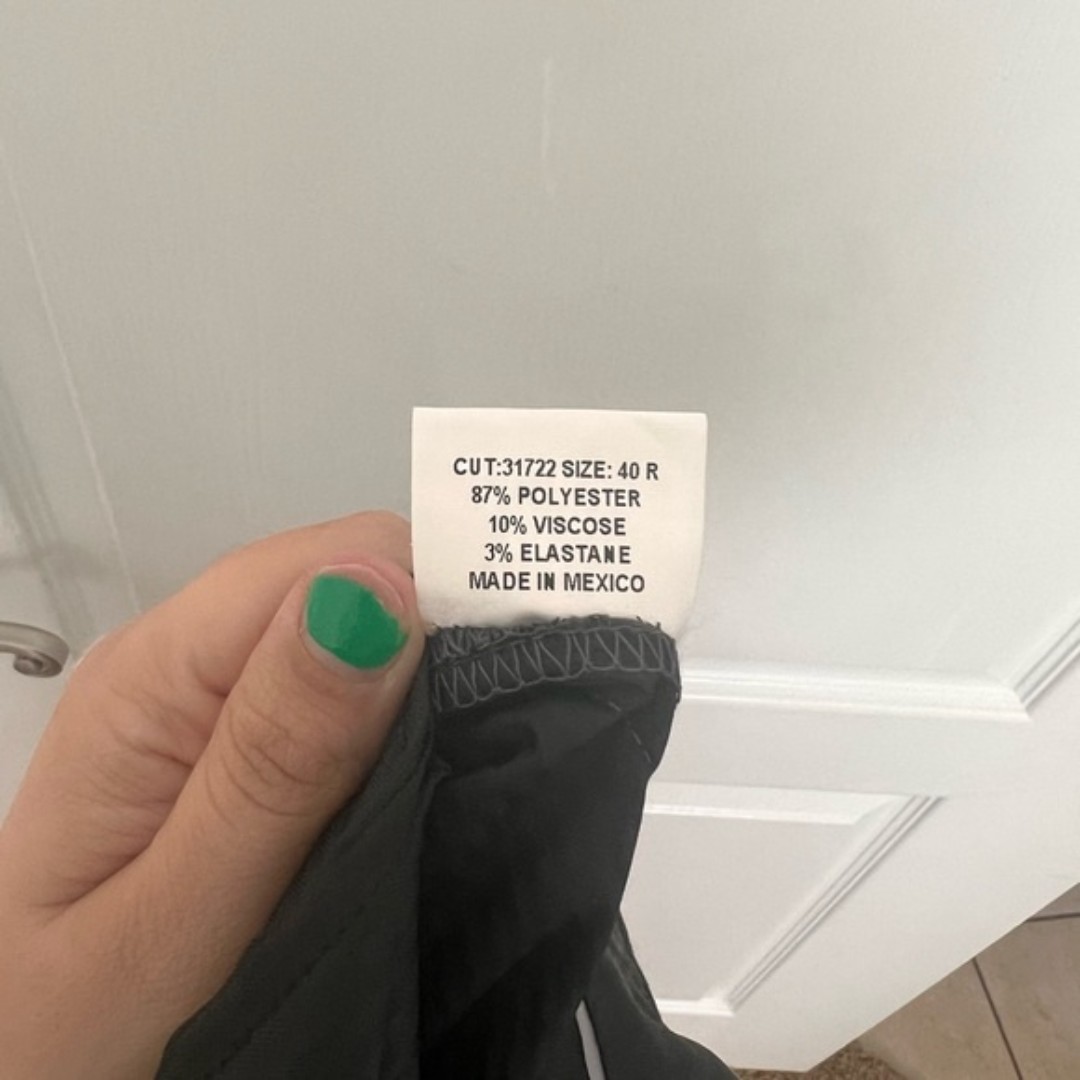 CUT:31722 SIZE: 40 R
87% POLYESTER
10% VISCOSE
3% ELASTANE
MADE IN MEXICO